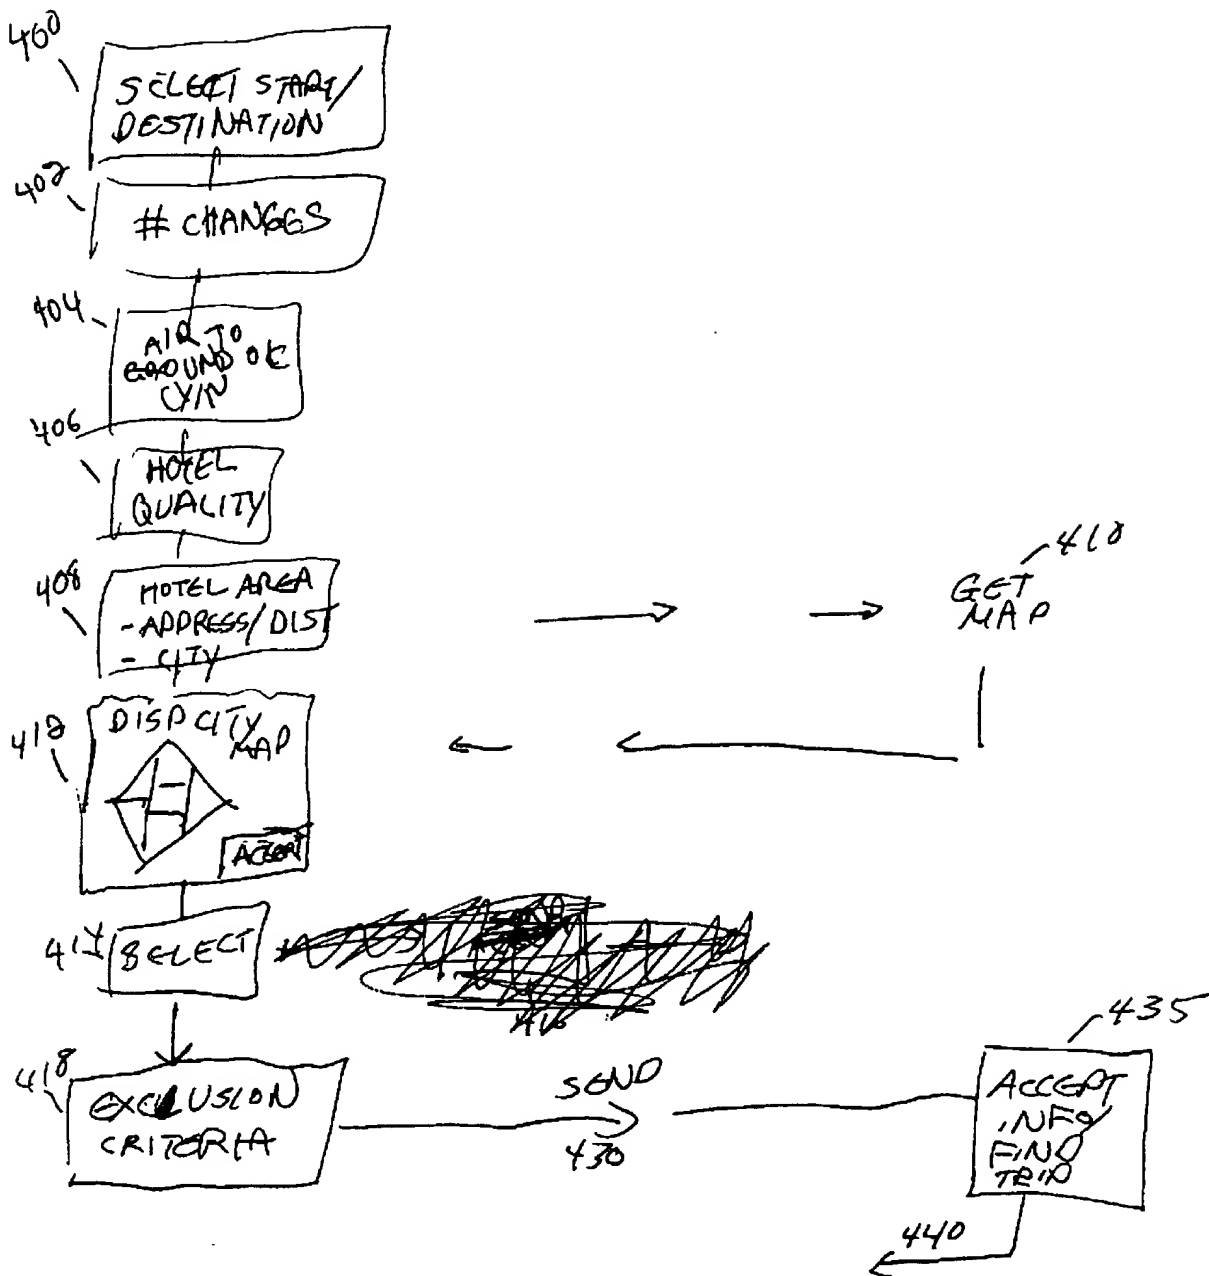 400
SELECT START/
DESTINATION
402
# CHANGES
404
AIR TO
GROUND OK
(Y/N
406
HOTEL
QUALITY
408
HOTEL AREA
- ADDRESS/DIST
- CITY
410
GET
MAP
412
DISP CITY
MAP
ACCEPT
414
SELECT
418
EXCLUSION
CRITERIA
SEND
430
435
ACCEPT
INFO/
FIND
TRIP
440